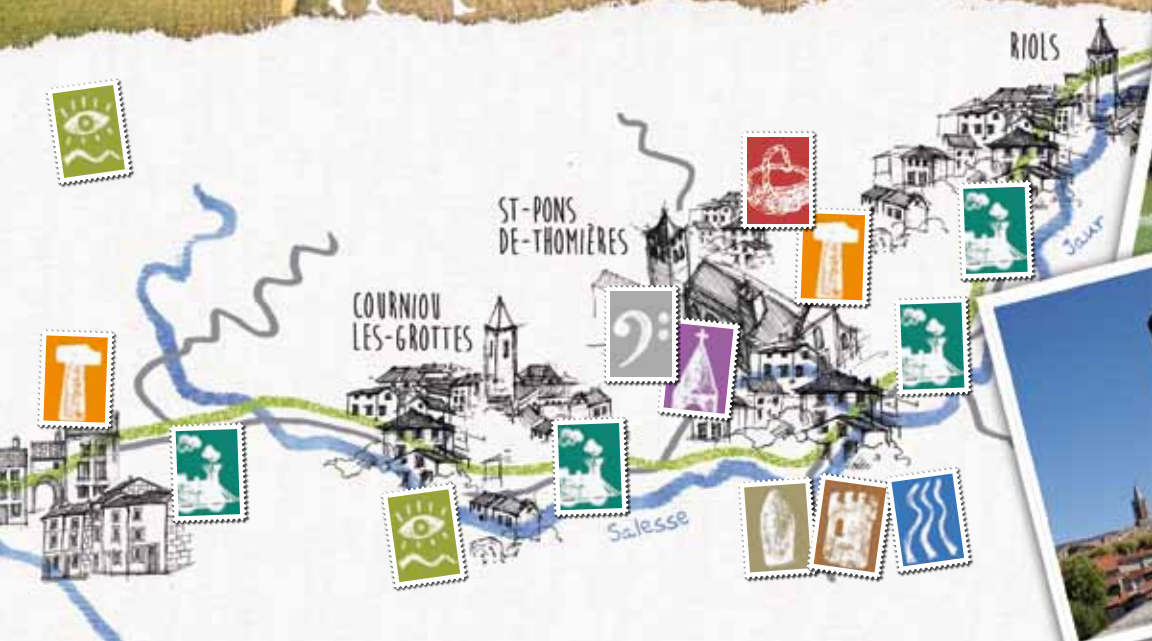 RIOLS
ST-PONS
DE-THOMIÈRES
Jaur
COURNIOU
LES-GROTTES
Salesse